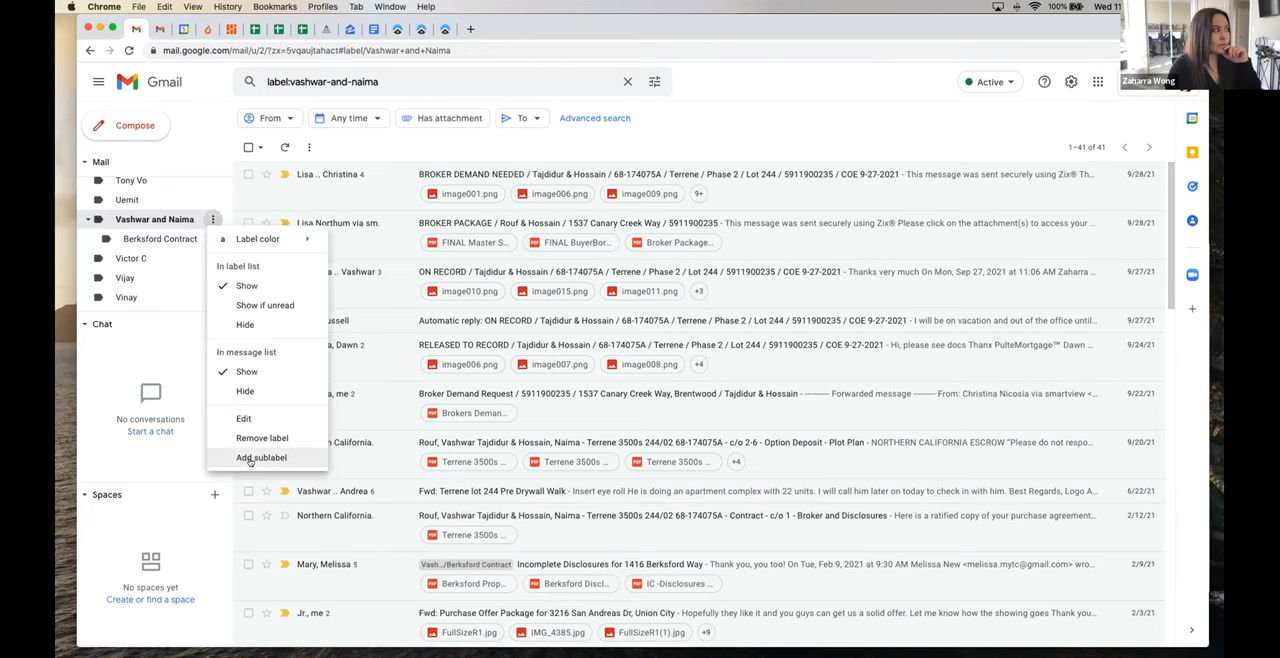 Chrome File Edit View History Bookmarks Profiles Tab Window Help 100% Wed 11
mail.google.com/mail/u/2/?zx=5vqaujtahact#label/Vashwar+and+Naima
Zaharra Wong
Gmail label:vashwar-and-naima Active
Compose
From Any time Has attachment To Advanced search
1–41 of 41
Mail
Tony Vo
Uemit
Vashwar and Naima
Berksford Contract
Victor C
Vijay
Vinay
Chat
No conversations
Start a chat
Spaces
No spaces yet
Create or find a space
a Label color
In label list
Show
Show if unread
Hide
In message list
Show
Hide
Edit
Remove label
Add sublabel
Lisa .. Christina 4 BROKER DEMAND NEEDED / Tajdidur & Hossain / 68-174075A / Terrene / Phase 2 / Lot 244 / 5911900235 / COE 9-27-2021 - This message was sent securely using Zix® Th... 9/28/21
image001.png image006.png image009.png 9+
Lisa Northum via sm. BROKER PACKAGE / Rouf & Hossain / 1537 Canary Creek Way / 5911900235 - This message was sent securely using Zix® Please click on the attachment(s) to access your ... 9/28/21
FINAL Master S... FINAL BuyerBor... Broker Package...
.. Vashwar 3 ON RECORD / Tajdidur & Hossain / 68-174075A / Terrene / Phase 2 / Lot 244 / 5911900235 / COE 9-27-2021 - Thanks very much On Mon, Sep 27, 2021 at 11:06 AM Zaharra ... 9/27/21
image010.png image015.png image011.png +3
ussell Automatic reply: ON RECORD / Tajdidur & Hossain / 68-174075A / Terrene / Phase 2 / Lot 244 / 5911900235 / COE 9-27-2021 - I will be on vacation and out of the office until... 9/27/21
a, Dawn 2 RELEASED TO RECORD / Tajdidur & Hossain / 68-174075A / Terrene / Phase 2 / Lot 244 / 5911900235 / COE 9-27-2021 - Hi, please see docs Thanx PulteMortgage™ Dawn ... 9/24/21
image006.png image007.png image008.png +4
a, me 2 Broker Demand Request / 5911900235 / 1537 Canary Creek Way, Brentwood / Tajdidur & Hossain - ---------- Forwarded message --------- From: Christina Nicosia via smartview <... 9/21/21
Brokers Deman...
n California. Rouf, Vashwar Tajdidur & Hossain, Naima - Terrene 3500s 244/02 68-174075A - c/o 2-6 - Option Deposit - Plot Plan - NORTHERN CALIFORNIA ESCROW "Please do not respo... 9/20/21
Terrene 3500s ... Terrene 3500s ... Terrene 3500s ... +4
Vashwar .. Andrea 6 Fwd: Terrene lot 244 Pre Drywall Walk - Insert eye roll He is doing an apartment complex with 22 units. I will call him later on today to check in with him. Best Regards, Logo A... 6/22/21
Northern California. Rouf, Vashwar Tajdidur & Hossain, Naima - Terrene 3500s 244/02 68-174075A - Contract - c/o 1 - Broker and Disclosures - Here is a ratified copy of your purchase agreement... 2/12/21
Terrene 3500s ...
Mary, Melissa 5 Vash.../Berksford Contract Incomplete Disclosures for 1416 Berksford Way - Thank you, you too! On Tue, Feb 9, 2021 at 9:30 AM Melissa New <melissa.mytc@gmail.com> wro... 2/9/21
Berksford Prop... Berksford Discl... IC -Disclosures ...
Jr., me 2 Fwd: Purchase Offer Package for 3216 San Andreas Dr, Union City - Hopefully they like it and you guys can get us a solid offer. Let me know how the showing goes Thank you... 2/3/21
FullSizeR1.jpg IMG_4385.jpg FullSizeR1(1).jpg +9